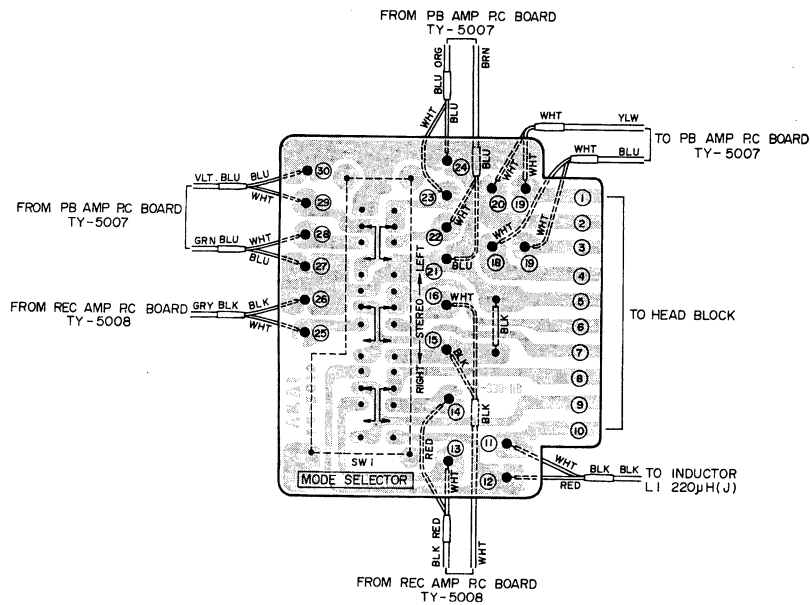 FROM PB AMP P.C BOARD
TY-5007
BLU ORG
BRN
WHT
BLU
BLU
WHT
YLW
WHT
BLU
TO PB AMP P.C BOARD
TY-5007
WHT
WHT
WHT
WHT
24
23
22
21
20
19
18
19
BLU
VLT. BLU
BLU
WHT
30
29
FROM PB AMP P.C BOARD
TY-5007
GRN BLU
WHT
BLU
28
27
FROM REC AMP P.C BOARD
TY-5008
GRY BLK
BLK
WHT
26
25
LEFT
STEREO
RIGHT
16
WHT
15
BLK
BLK
BLK
14
RED
13
WHT
1
2
3
4
5
6
7
8
9
10
TO HEAD BLOCK
11
12
WHT
RED
BLK
BLK
TO INDUCTOR
L1 220μH(J)
AKAI
SW1
MODE SELECTOR
BLK RED
WHT
FROM REC AMP P.C BOARD
TY-5008